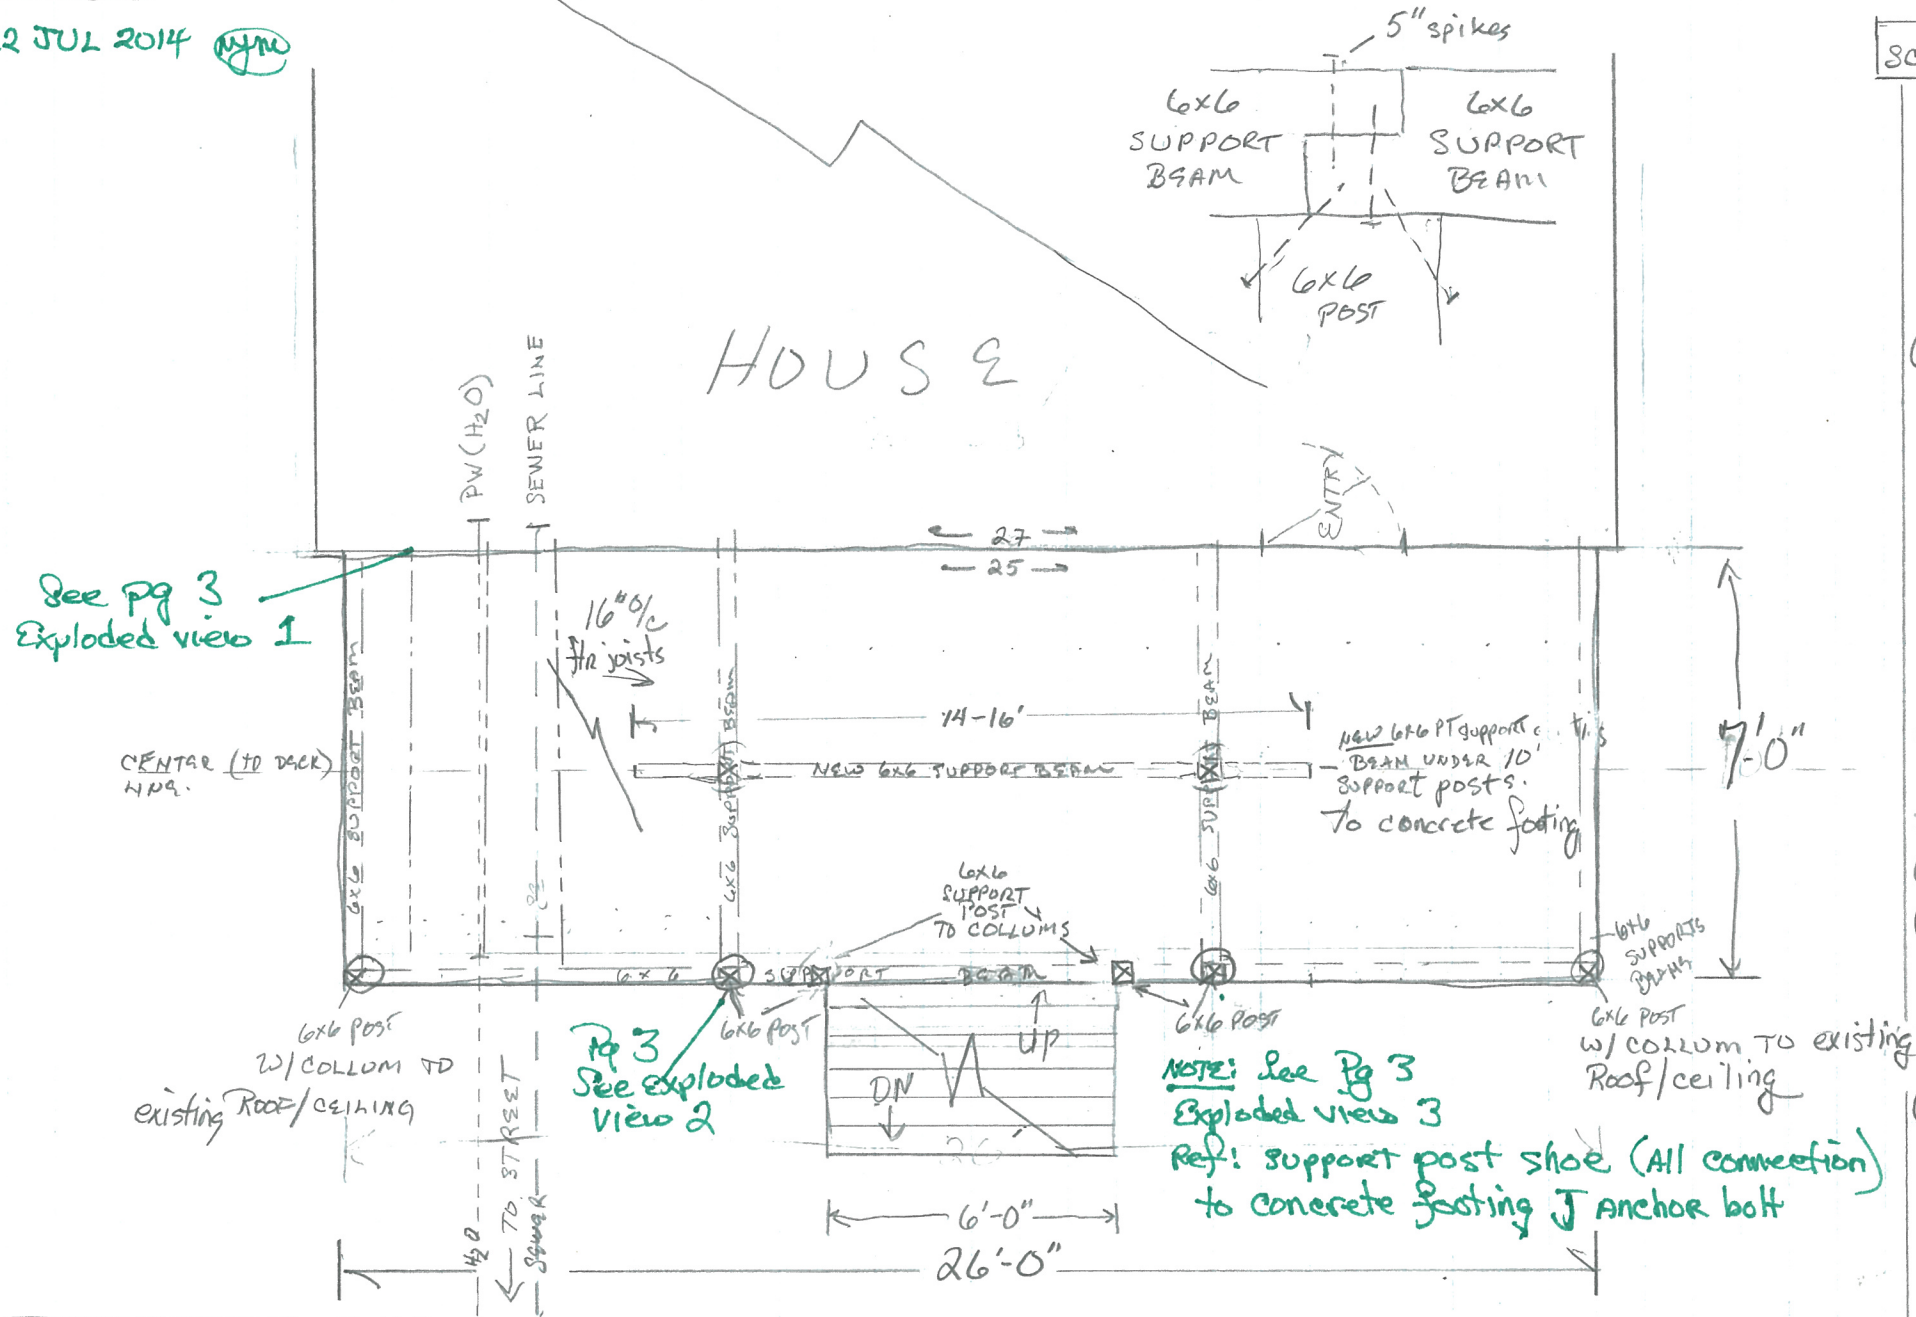 2 JUL 2014
5" spikes
6x6
SUPPORT
BEAM
6x6
SUPPORT
BEAM
6x6
POST
SC
HOUSE
PW (H2O)
SEWER LINE
ENTRY
27
25
See pg 3
Exploded view 1
16" O/C
flr joists
14-16'
7'-0"
CENTER (TO DECK)
LINE.
6x6 SUPPORT BEAM
6x6 SUPPORT BEAM
NEW 6x6 SUPPORT BEAM
6x6 SUPPORT BEAM
NEW 6x6 PT support
BEAM UNDER 10'
SUPPORT posts.
To concrete footing
6x6
SUPPORT
POST
TO COLLUMS
6x6
SUPPORTS
BEAMS
6x6 SUPPORT BEAM
6x6 POST
W/COLLUM TO
existing ROOF/CEILING
Pg 3
See exploded
view 2
6x6 POST
UP
DN
6x6 POST
6x6 POST
W/ COLLUM TO existing
Roof/ceiling
NOTE: See Pg 3
Exploded view 3
Ref: support post shoe (All connection)
to concrete footing J Anchor bolt
H2O
TO STREET
SEWER
6'-0"
26'-0"